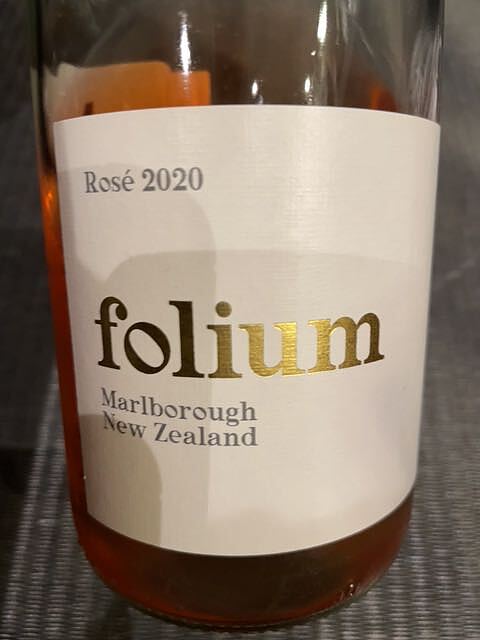 Rosé 2020
folium
Marlborough
New Zealand